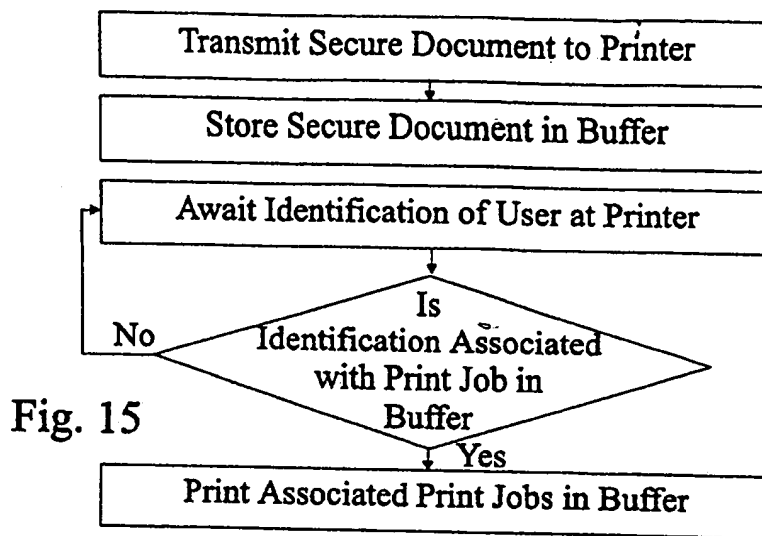 Transmit Secure Document to Printer
Store Secure Document in Buffer
Await Identification of User at Printer
Is
Identification Associated
with Print Job in
Buffer
No
Yes
Fig. 15
Print Associated Print Jobs in Buffer